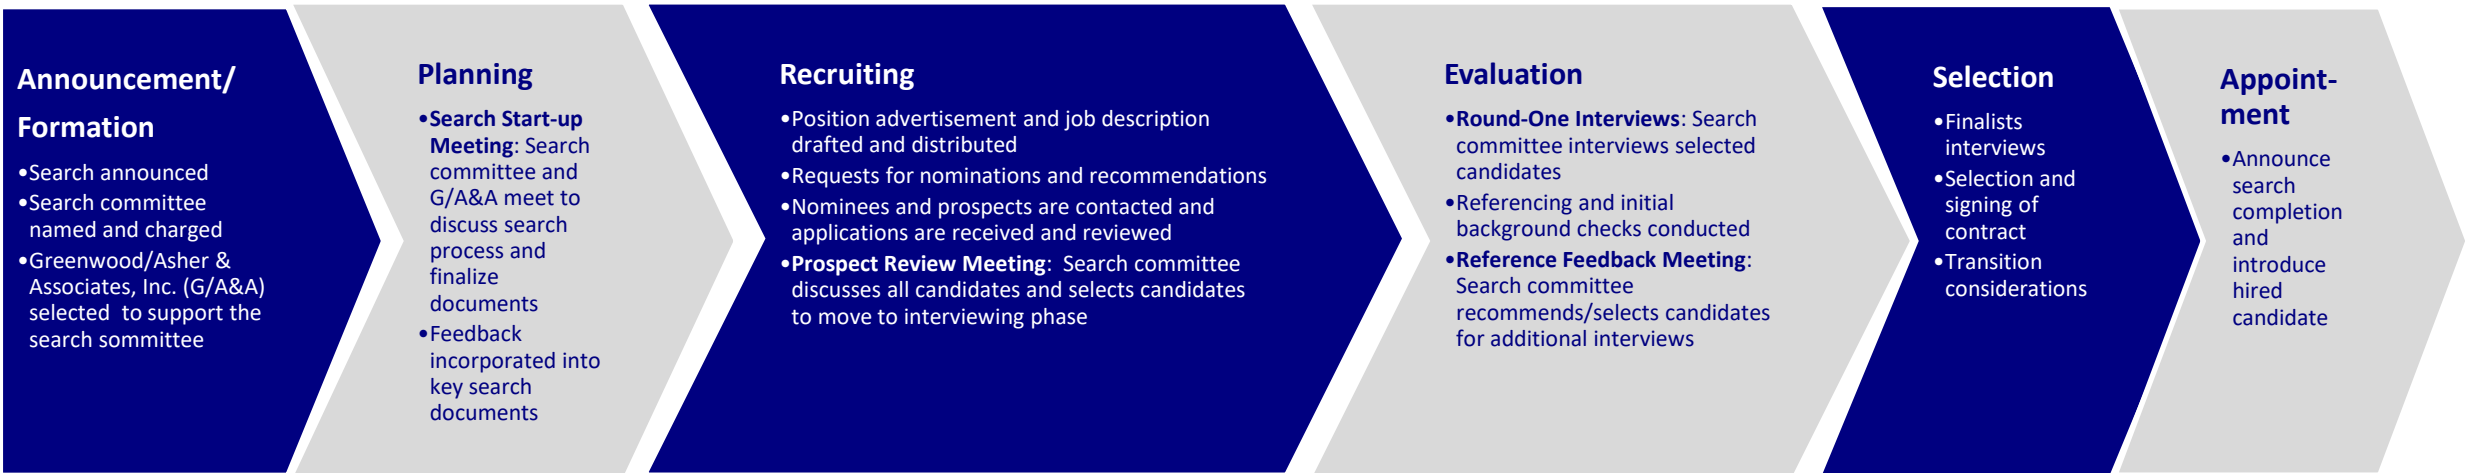 Announcement/
Formation
•Search announced
•Search committee
named and charged
•Greenwood/Asher &
Associates, Inc. (G/A&A)
selected  to support the
search sommittee
Planning
•Search Start-up
Meeting: Search
committee and
G/A&A meet to
discuss search
process and
finalize
documents
•Feedback
incorporated into
key search
documents
Recruiting
•Position advertisement and job description
drafted and distributed
•Requests for nominations and recommendations
•Nominees and prospects are contacted and
applications are received and reviewed
•Prospect Review Meeting:  Search committee
discusses all candidates and selects candidates
to move to interviewing phase
Evaluation
•Round-One Interviews: Search
committee interviews selected
candidates
•Referencing and initial
background checks conducted
•Reference Feedback Meeting:
Search committee
recommends/selects candidates
for additional interviews
Selection
•Finalists
interviews
•Selection and
signing of
contract
•Transition
considerations
Appoint-
ment
•Announce
search
completion
and
introduce
hired
candidate